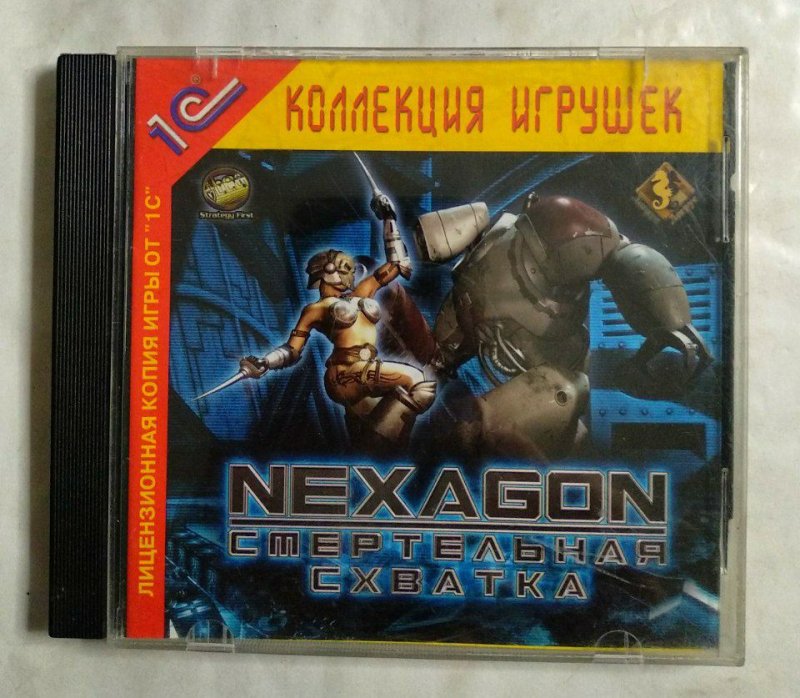 1С®
КОЛЛЕКЦИЯ ИГРУШЕК
ЛИЦЕНЗИОННАЯ КОПИЯ ИГРЫ ОТ "1С"
Strategy First
NEXAGON
СМЕРТЕЛЬНАЯ
СХВАТКА